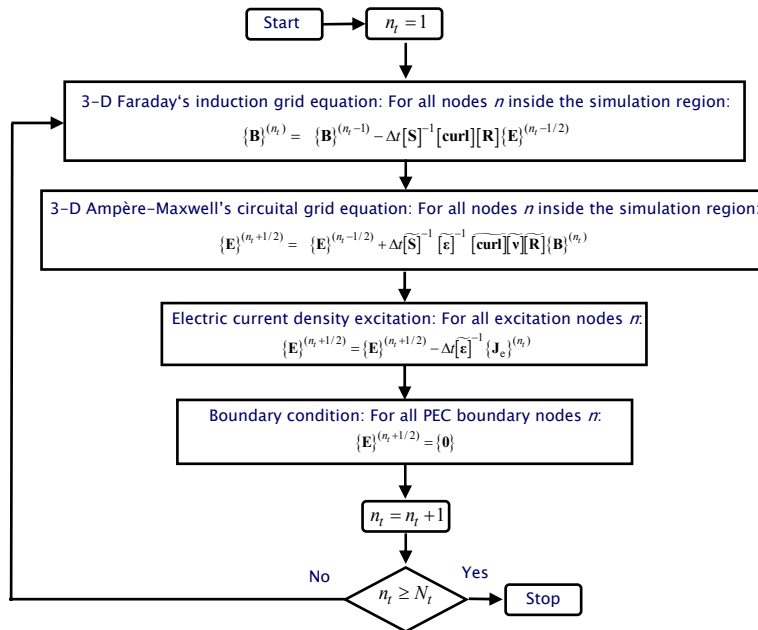 Start
n_t = 1
3-D Faraday's induction grid equation: For all nodes n inside the simulation region:
{B}^(n_t) = {B}^(n_t−1) − Δt[S]^−1 [curl][R]{E}^(n_t−1/2)
3-D Ampère-Maxwell's circuital grid equation: For all nodes n inside the simulation region:
{E}^(n_t+1/2) = {E}^(n_t−1/2) + Δt[S̃]^−1 [ε̃]^−1 [c̃url][ṽ][R̃]{B}^(n_t)
Electric current density excitation: For all excitation nodes n:
{E}^(n_t+1/2) = {E}^(n_t+1/2) − Δt[ε̃]^−1 {J_e}^(n_t)
Boundary condition: For all PEC boundary nodes n:
{E}^(n_t+1/2) = {0}
n_t = n_t + 1
No
Yes
n_t ≥ N_t
Stop